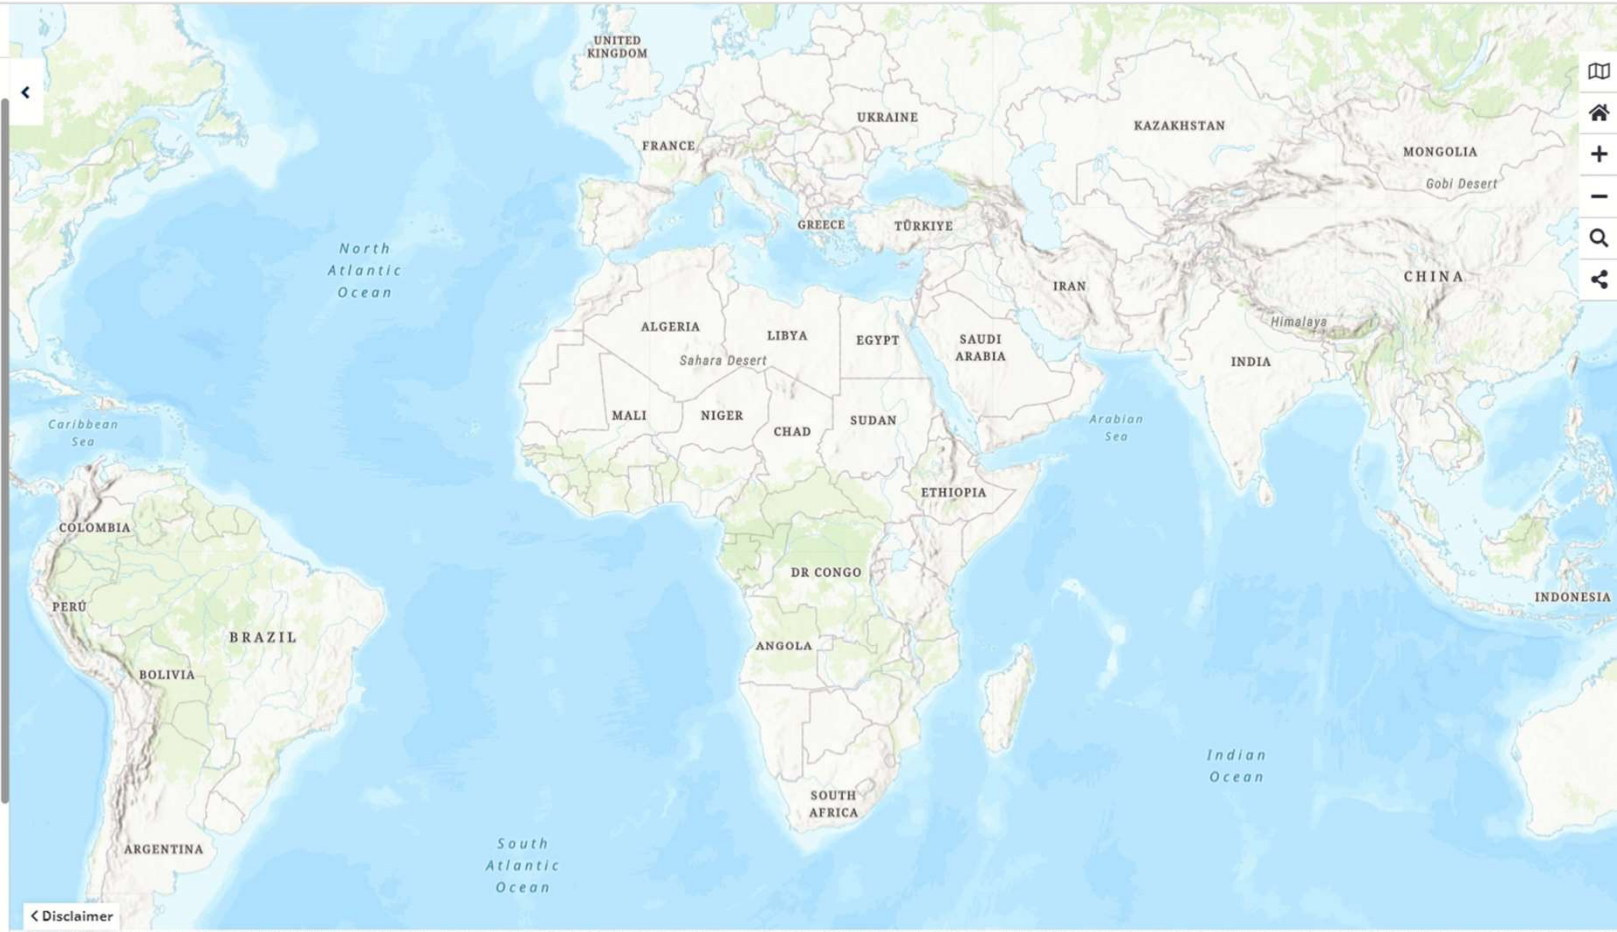 UNITED
KINGDOM
UKRAINE
KAZAKHSTAN
FRANCE
MONGOLIA
Gobi Desert
GREECE
TÜRKIYE
North
Atlantic
Ocean
CHINA
IRAN
Himalaya
ALGERIA
LIBYA
EGYPT
SAUDI
ARABIA
Sahara Desert
INDIA
MALI
NIGER
CHAD
SUDAN
Arabian
Sea
Caribbean
Sea
ETHIOPIA
COLOMBIA
DR CONGO
INDONESIA
PERÚ
BRAZIL
ANGOLA
BOLIVIA
Indian
Ocean
SOUTH
AFRICA
ARGENTINA
South
Atlantic
Ocean
Disclaimer